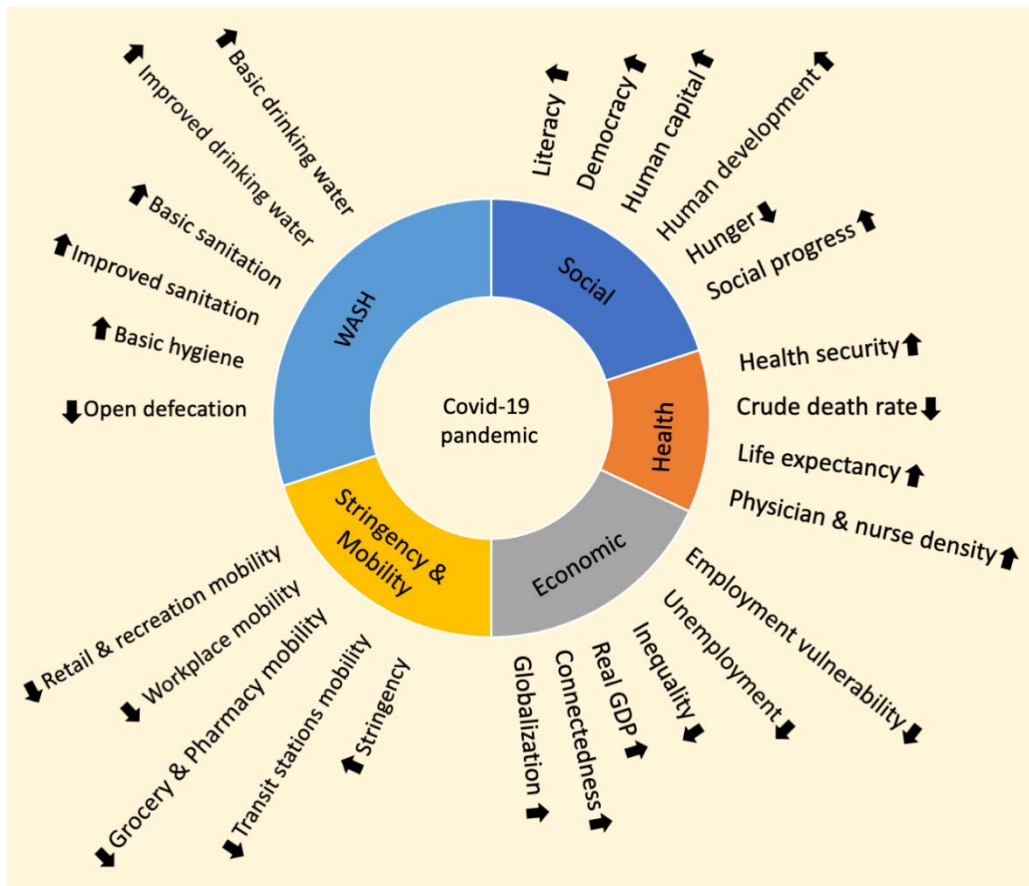 Covid-19
pandemic
Social
Literacy
Democracy
Human capital
Human development
Hunger
Social progress
Health
Health security
Crude death rate
Life expectancy
Physician & nurse density
Economic
Employment vulnerability
Unemployment
Inequality
Real GDP
Connectedness
Globalization
Stringency &
Mobility
Stringency
Transit stations mobility
Grocery & Pharmacy mobility
Workplace mobility
Retail & recreation mobility
WASH
Open defecation
Basic hygiene
Improved sanitation
Basic sanitation
Improved drinking water
Basic drinking water